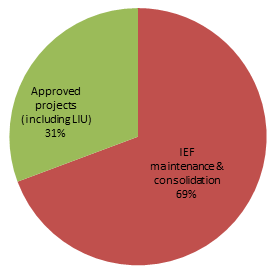 Approved
projects
(including LIU)
31%
IEF
maintenance &
consolidation
69%